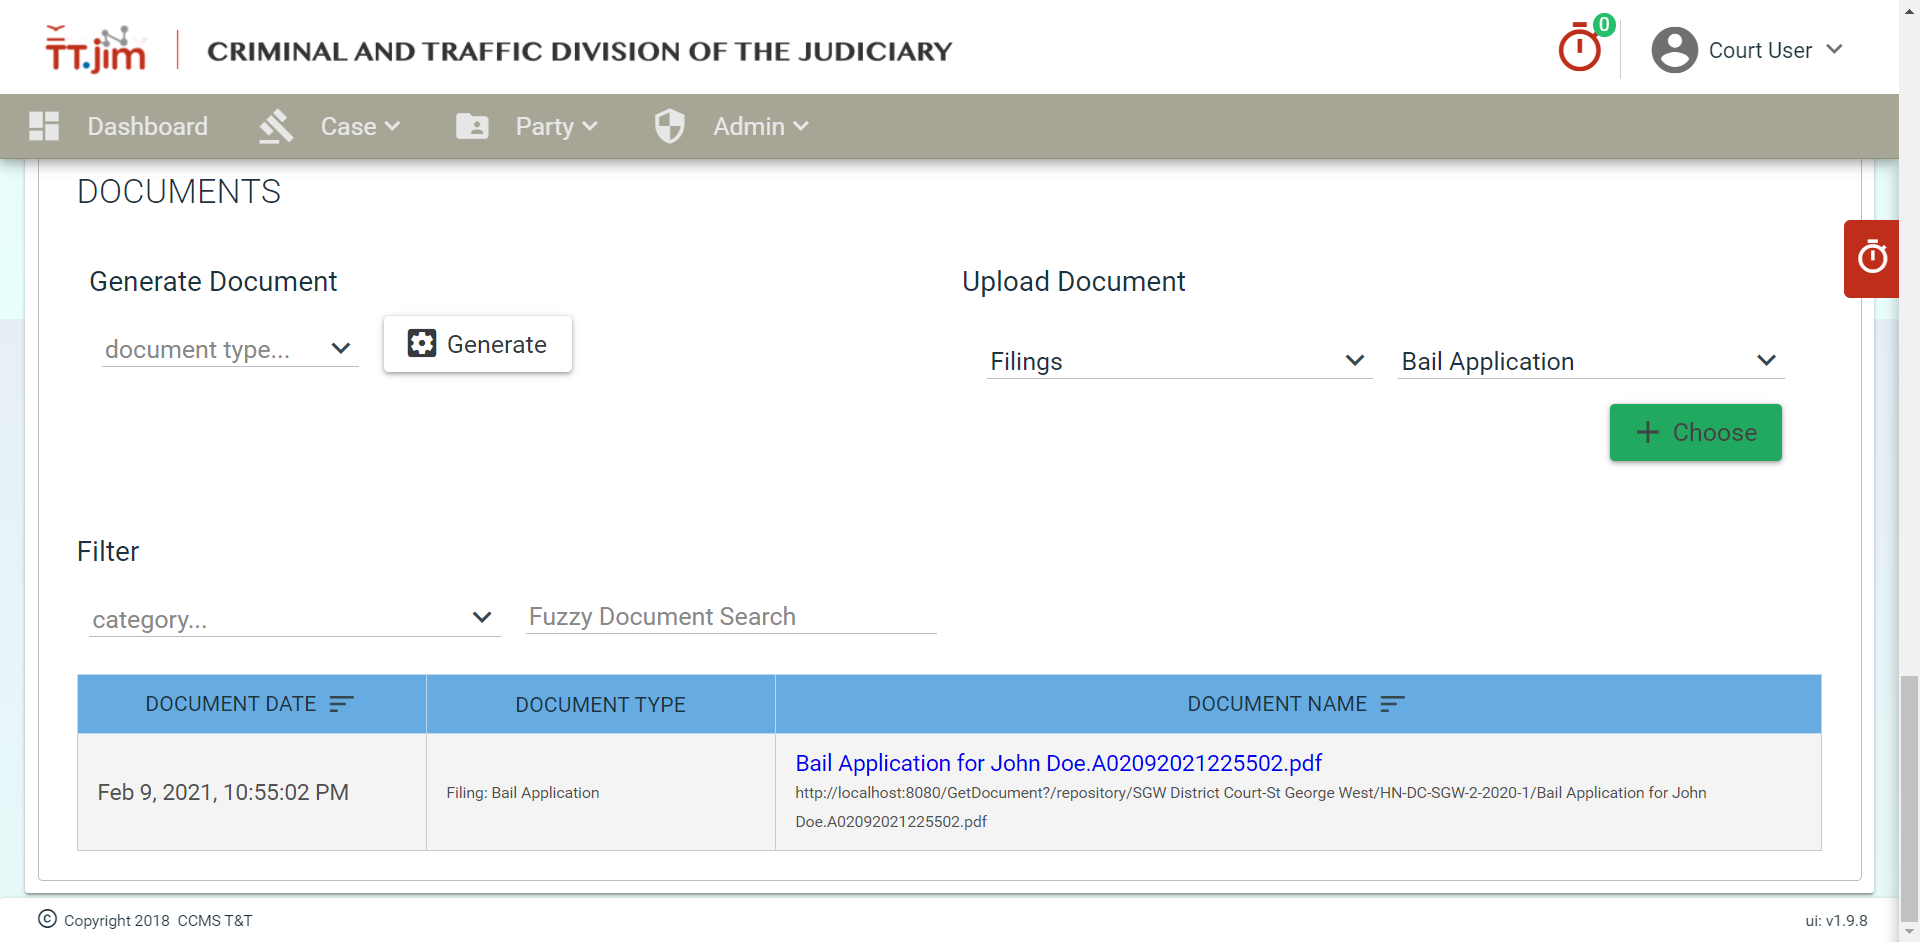 TT.jim
CRIMINAL AND TRAFFIC DIVISION OF THE JUDICIARY
0
Court User
Dashboard
Case
Party
Admin
DOCUMENTS
Generate Document
Upload Document
document type...
Generate
Filings
Bail Application
+ Choose
Filter
category...
Fuzzy Document Search
DOCUMENT DATE
DOCUMENT TYPE
DOCUMENT NAME
Feb 9, 2021, 10:55:02 PM
Filing: Bail Application
Bail Application for John Doe.A02092021225502.pdf
http://localhost:8080/GetDocument?/repository/SGW District Court-St George West/HN-DC-SGW-2-2020-1/Bail Application for John
Doe.A02092021225502.pdf
© Copyright 2018 CCMS T&T
ui: v1.9.8